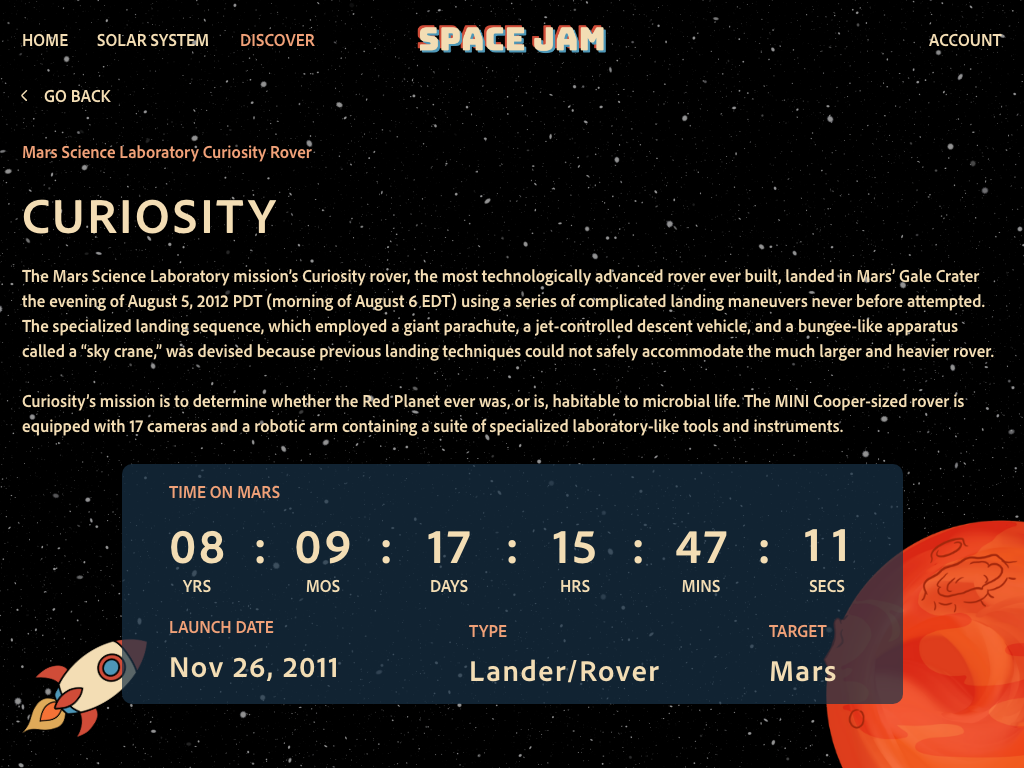 HOME SOLAR SYSTEM DISCOVER SPACE JAM ACCOUNT
GO BACK
Mars Science Laboratory Curiosity Rover
CURIOSITY
The Mars Science Laboratory mission’s Curiosity rover, the most technologically advanced rover ever built, landed in Mars’ Gale Crater
the evening of August 5, 2012 PDT (morning of August 6 EDT) using a series of complicated landing maneuvers never before attempted.
The specialized landing sequence, which employed a giant parachute, a jet-controlled descent vehicle, and a bungee-like apparatus
called a “sky crane,” was devised because previous landing techniques could not safely accommodate the much larger and heavier rover.
Curiosity’s mission is to determine whether the Red Planet ever was, or is, habitable to microbial life. The MINI Cooper-sized rover is
equipped with 17 cameras and a robotic arm containing a suite of specialized laboratory-like tools and instruments.
TIME ON MARS
08 : 09 : 17 : 15 : 47 : 11
YRS MOS DAYS HRS MINS SECS
LAUNCH DATE TYPE TARGET
Nov 26, 2011 Lander/Rover Mars